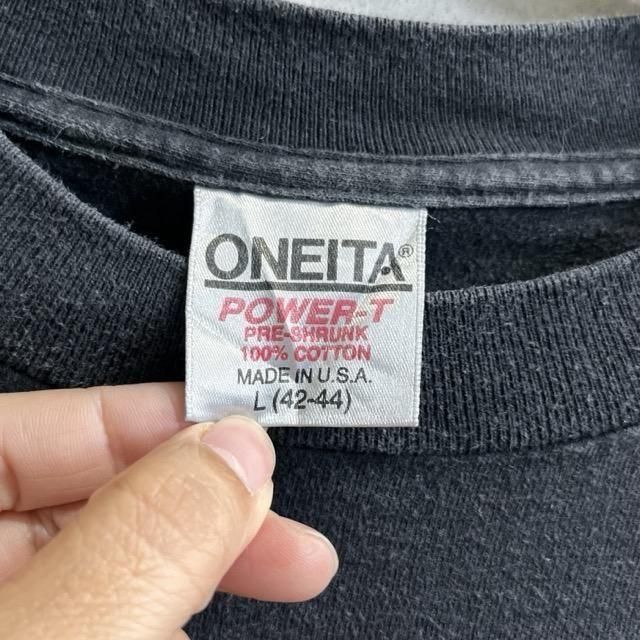 ONEITA®
POWER-T
PRE-SHRUNK
100% COTTON
MADE IN U.S.A.
L (42-44)